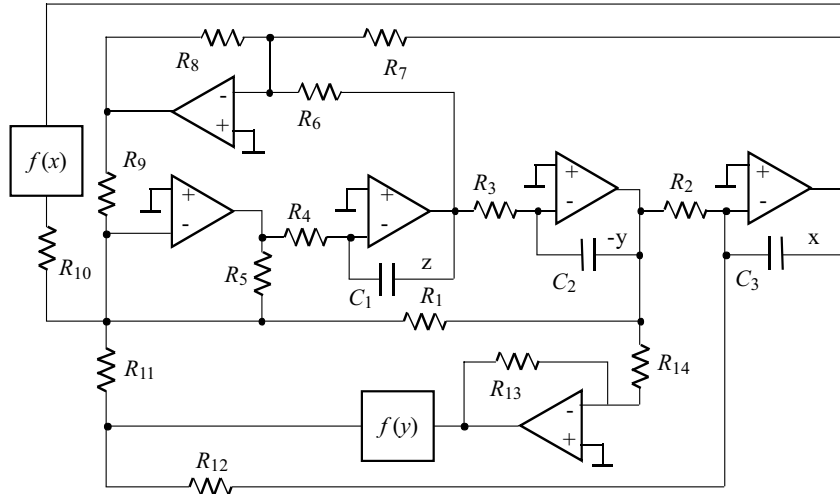 R8
R7
-
+
R6
f(x)
R9
+
-
R4
+
-
R3
+
-
R2
+
-
R10
R5
C1
z
C2
-y
C3
x
R1
R11
R13
R14
f(y)
-
+
R12